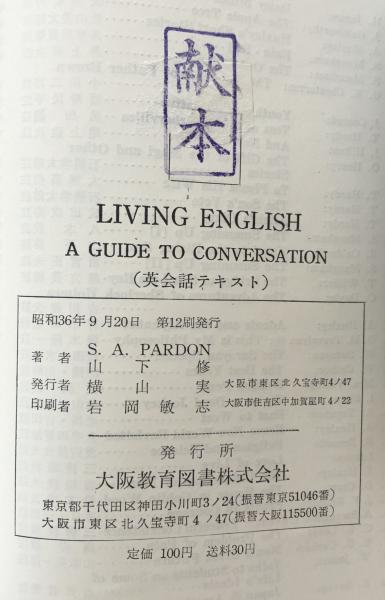 献本
LIVING ENGLISH
A GUIDE TO CONVERSATION
(英会話テキスト)
昭和36年9月20日 第12刷発行
著者 S. A. PARDON
山下修
発行者 横山実 大阪市東区北久宝寺町4ノ47
印刷者 岩岡敏志 大阪市住吉区中加賀屋町4ノ22
発行所
大阪教育図書株式会社
東京都千代田区神田小川町3ノ24(振替東京51046番)
大阪市東区北久宝寺町4ノ47(振替大阪115500番)
定価 100円 送料30円